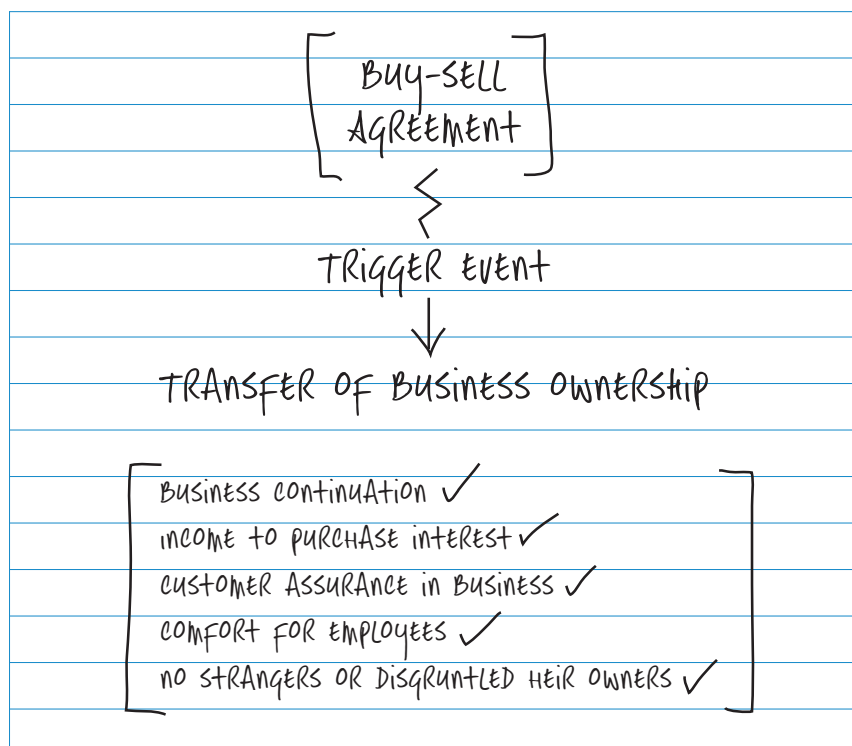 BUY-SELL
AGREEMENT
TRIGGER EVENT
TRANSFER OF BUSINESS OWNERSHIP
BUSINESS CONTINUATION ✓
INCOME TO PURCHASE INTEREST ✓
CUSTOMER ASSURANCE IN BUSINESS ✓
COMFORT FOR EMPLOYEES ✓
NO STRANGERS OR DISGRUNTLED HEIR OWNERS ✓